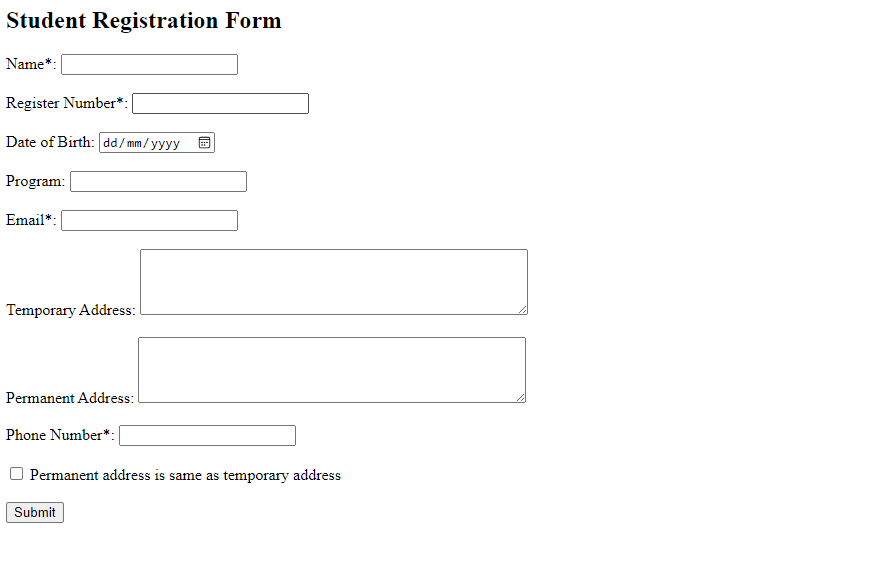 Student Registration Form
Name*:
Register Number*:
Date of Birth: dd/mm/yyyy
Program:
Email*:
Temporary Address:
Permanent Address:
Phone Number*:
Permanent address is same as temporary address
Submit